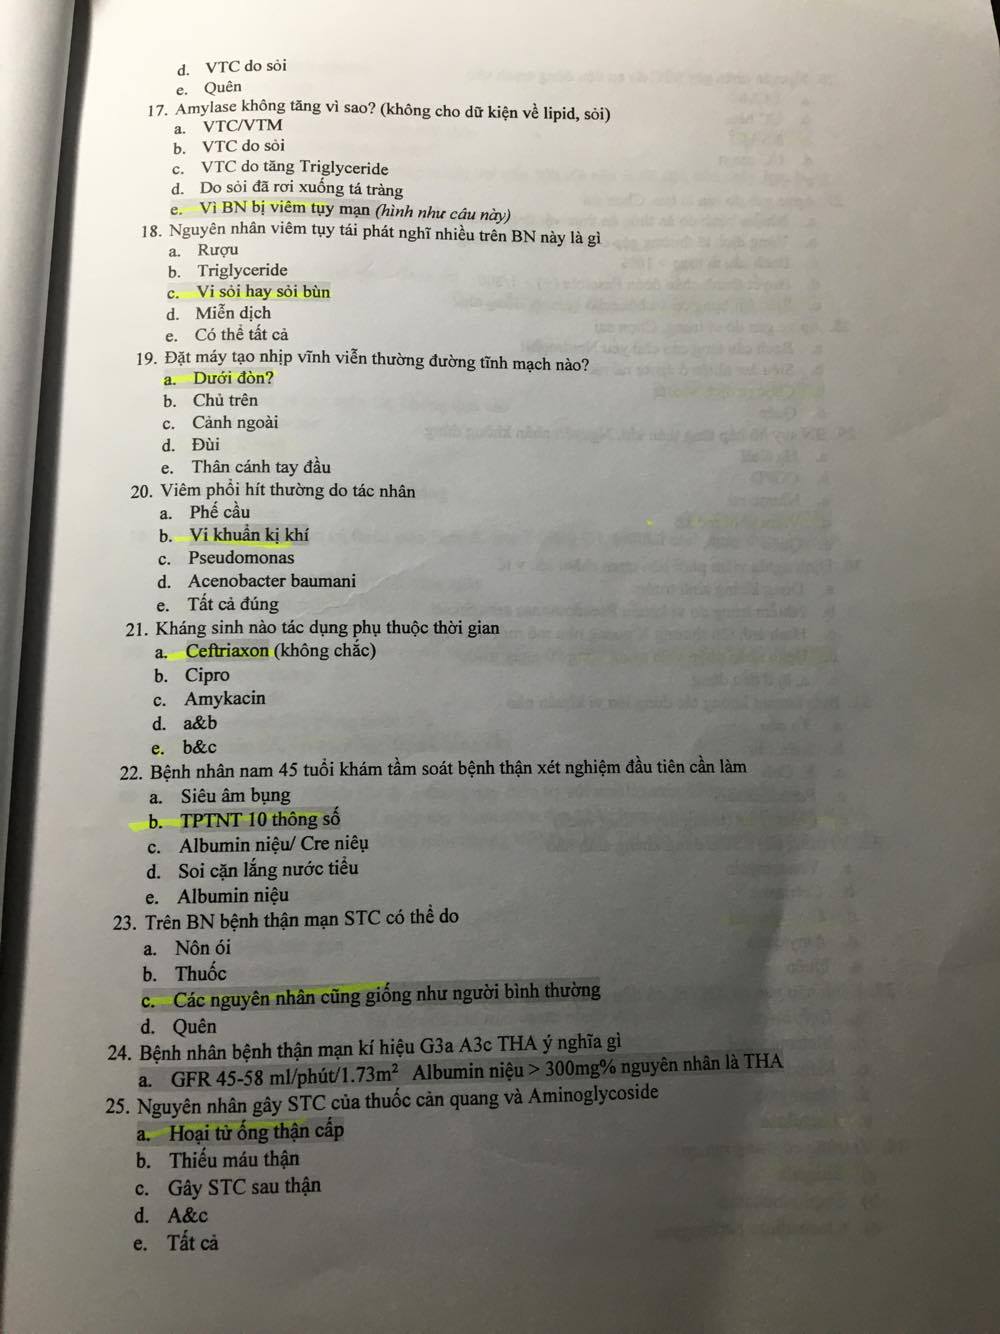 d. VTC do sỏi
e. Quên
17. Amylase không tăng vì sao? (không cho dữ kiện về lipid, sỏi)
a. VTC/VTM
b. VTC do sỏi
c. VTC do tăng Triglyceride
d. Do sỏi đã rơi xuống tá tràng
e. Vì BN bị viêm tụy mạn (hình như câu này)
18. Nguyên nhân viêm tụy tái phát nghĩ nhiều trên BN này là gì
a. Rượu
b. Triglyceride
c. Vi sỏi hay sỏi bùn
d. Miễn dịch
e. Có thể tất cả
19. Đặt máy tạo nhịp vĩnh viễn thường đường tĩnh mạch nào?
a. Dưới đòn?
b. Chủ trên
c. Cảnh ngoài
d. Đùi
e. Thân cánh tay đầu
20. Viêm phổi hít thường do tác nhân
a. Phế cầu
b. Vi khuẩn kị khí
c. Pseudomonas
d. Acenobacter baumani
e. Tất cả đúng
21. Kháng sinh nào tác dụng phụ thuộc thời gian
a. Ceftriaxon (không chắc)
b. Cipro
c. Amykacin
d. a&b
e. b&c
22. Bệnh nhân nam 45 tuổi khám tầm soát bệnh thận xét nghiệm đầu tiên cần làm
a. Siêu âm bụng
b. TPTNT 10 thông số
c. Albumin niệu/ Cre niệu
d. Soi cặn lắng nước tiểu
e. Albumin niệu
23. Trên BN bệnh thận mạn STC có thể do
a. Nôn ói
b. Thuốc
c. Các nguyên nhân cũng giống như người bình thường
d. Quên
24. Bệnh nhân bệnh thận mạn kí hiệu G3a A3c THA ý nghĩa gì
a. GFR 45-58 ml/phút/1.73m² Albumin niệu > 300mg% nguyên nhân là THA
25. Nguyên nhân gây STC của thuốc cản quang và Aminoglycoside
a. Hoại tử ống thận cấp
b. Thiếu máu thận
c. Gây STC sau thận
d. A&c
e. Tất cả